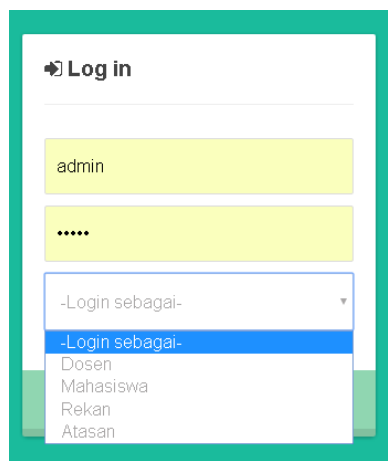 Log in
admin
•••••
-Login sebagai-
-Login sebagai-
Dosen
Mahasiswa
Rekan
Atasan